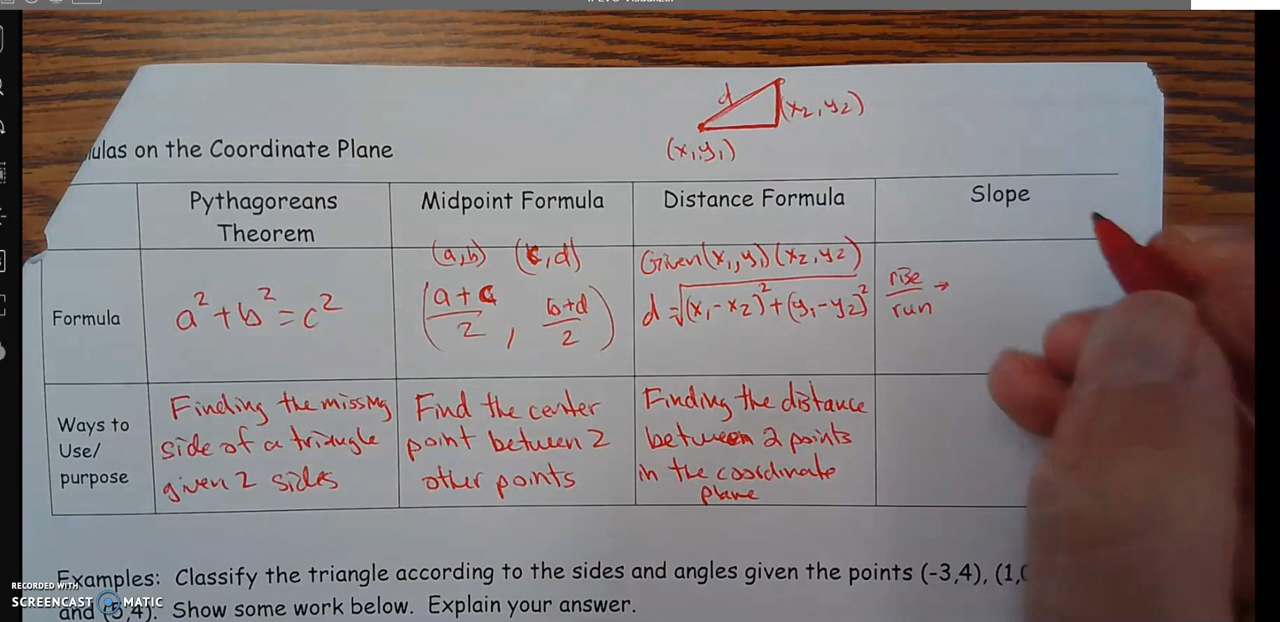 d
(x₂,y₂)
(x₁,y₁)
ulas on the Coordinate Plane
Pythagoreans Theorem
Midpoint Formula
Distance Formula
Slope
Formula
a² + b² = c²
(a,b) (c,d)
(a+c/2, b+d/2)
Given (x₁,y₁) (x₂,y₂)
d = √(x₁-x₂)²+(y₁-y₂)²
rise/run →
Ways to
Use/
purpose
Finding the missing
side of a triangle
given 2 sides
Find the center
point between 2
other points
Finding the distance
between 2 points
in the coordinate
plane
Examples: Classify the triangle according to the sides and angles given the points (-3,4), (1,
and (5,4). Show some work below. Explain your answer.
RECORDED WITH
SCREENCAST MATIC